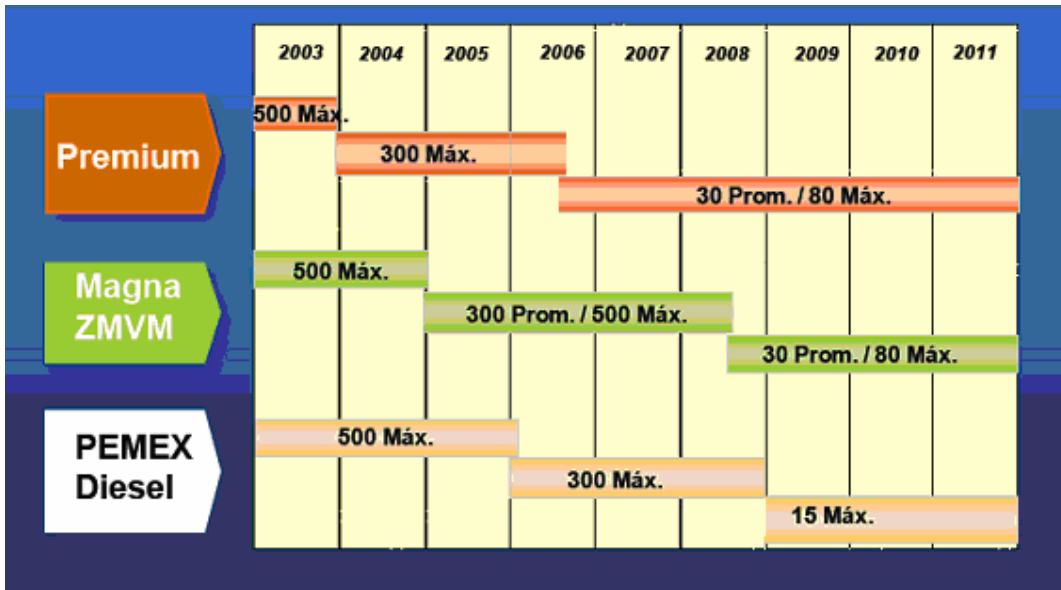 2003 2004 2005 2006 2007 2008 2009 2010 2011
Premium
500 Máx.
300 Máx.
30 Prom. / 80 Máx.
Magna
ZMVM
500 Máx.
300 Prom. / 500 Máx.
30 Prom. / 80 Máx.
PEMEX
Diesel
500 Máx.
300 Máx.
15 Máx.